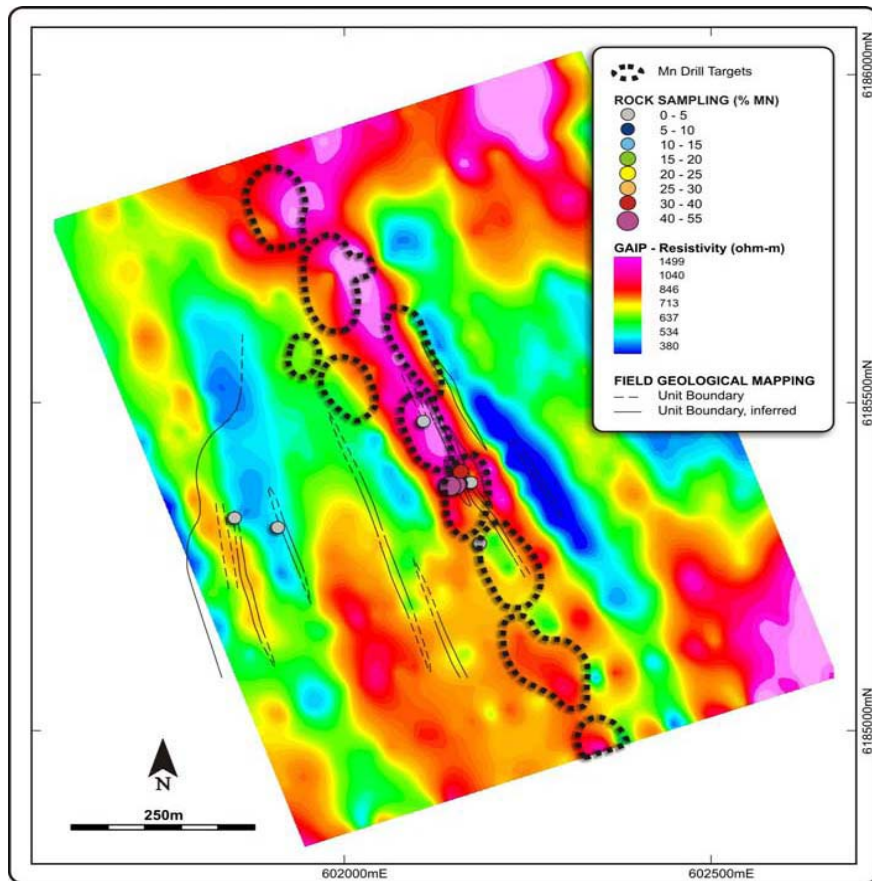 Mn Drill Targets
ROCK SAMPLING (% MN)
0 - 5
5 - 10
10 - 15
15 - 20
20 - 25
25 - 30
30 - 40
40 - 55
GAIP - Resistivity (ohm-m)
1499
1040
846
713
637
534
380
FIELD GEOLOGICAL MAPPING
Unit Boundary
Unit Boundary, inferred
6186000mN
6185500mN
6185000mN
N
250m
602000mE
602500mE